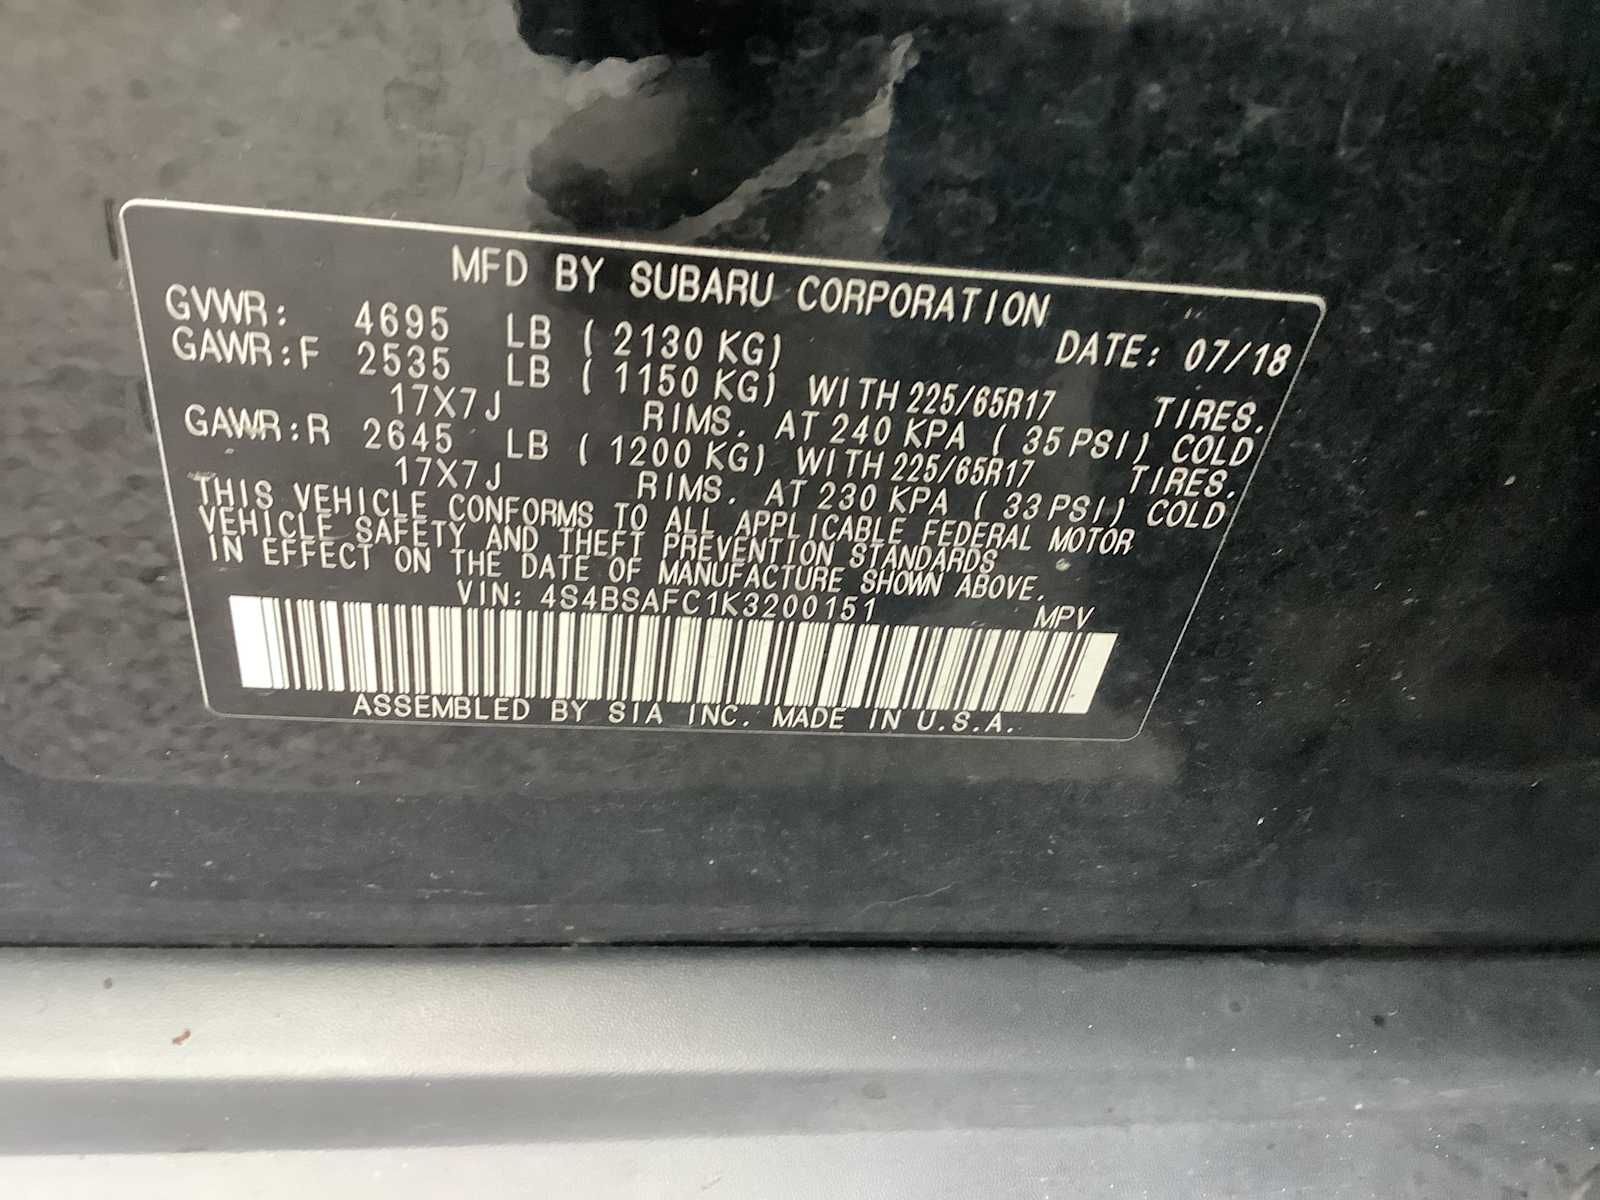 MFD BY SUBARU CORPORATION
GVWR: 4695 LB ( 2130 KG) DATE: 07/18
GAWR:F 2535 LB ( 1150 KG) WITH 225/65R17 TIRES.
17X7J RIMS. AT 240 KPA ( 35 PSI) COLD
GAWR:R 2645 LB ( 1200 KG) WITH 225/65R17 TIRES.
17X7J RIMS. AT 230 KPA ( 33 PSI) COLD
THIS VEHICLE CONFORMS TO ALL APPLICABLE FEDERAL MOTOR
VEHICLE SAFETY AND THEFT PREVENTION STANDARDS
IN EFFECT ON THE DATE OF MANUFACTURE SHOWN ABOVE.
VIN: 4S4BSAFC1K3200151 MPV
ASSEMBLED BY SIA INC. MADE IN U.S.A.